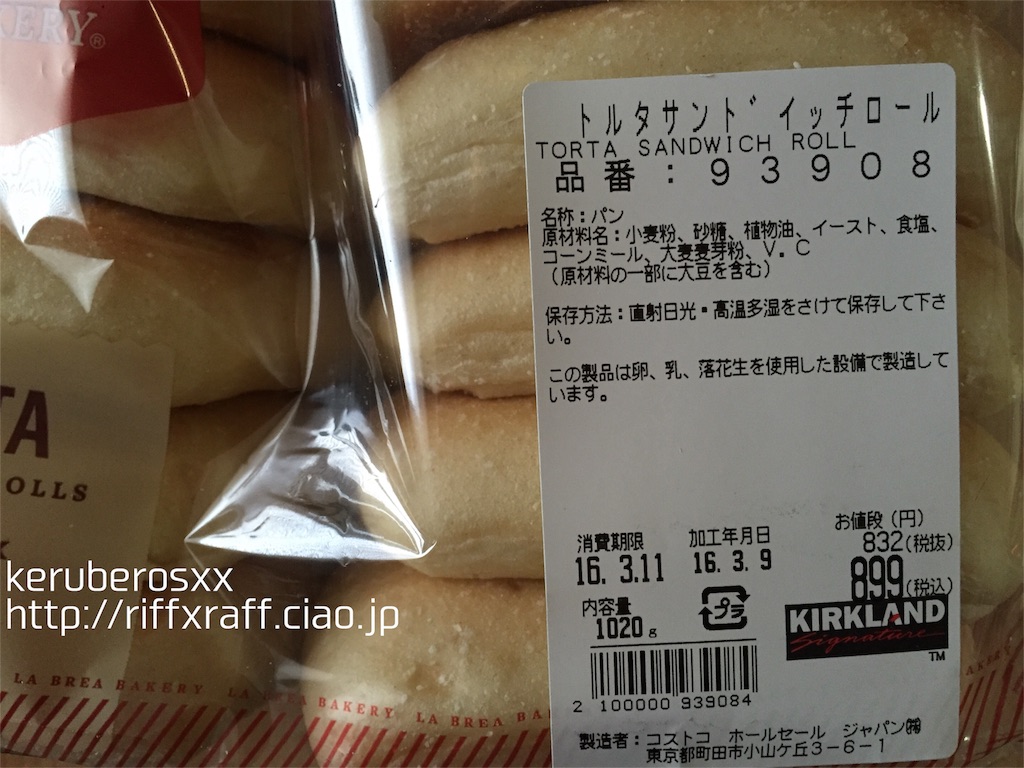 KERY®
トルタサンドイッチロール
TORTA SANDWICH ROLL
品番：93908
名称：パン
原材料名：小麦粉、砂糖、植物油、イースト、食塩、
コーンミール、大麦麦芽粉、V．C
（原材料の一部に大豆を含む）
保存方法：直射日光・高温多湿をさけて保存して下さ
い。
この製品は卵、乳、落花生を使用した設備で製造して
います。
消費期限
16. 3.11
加工年月日
16. 3. 9
お値段（円）
832(税抜)
899(税込)
内容量
1020g
プラ
KIRKLAND
Signature
TM
2 100000 939084
製造者：コストコ ホールセール ジャパン㈱
東京都町田市小山ケ丘3-6-1
TA
OLLS
keruberosxx
http://riffxraff.ciao.jp
LA BREA BAKERY LA BREA BAKERY LA BREA BA